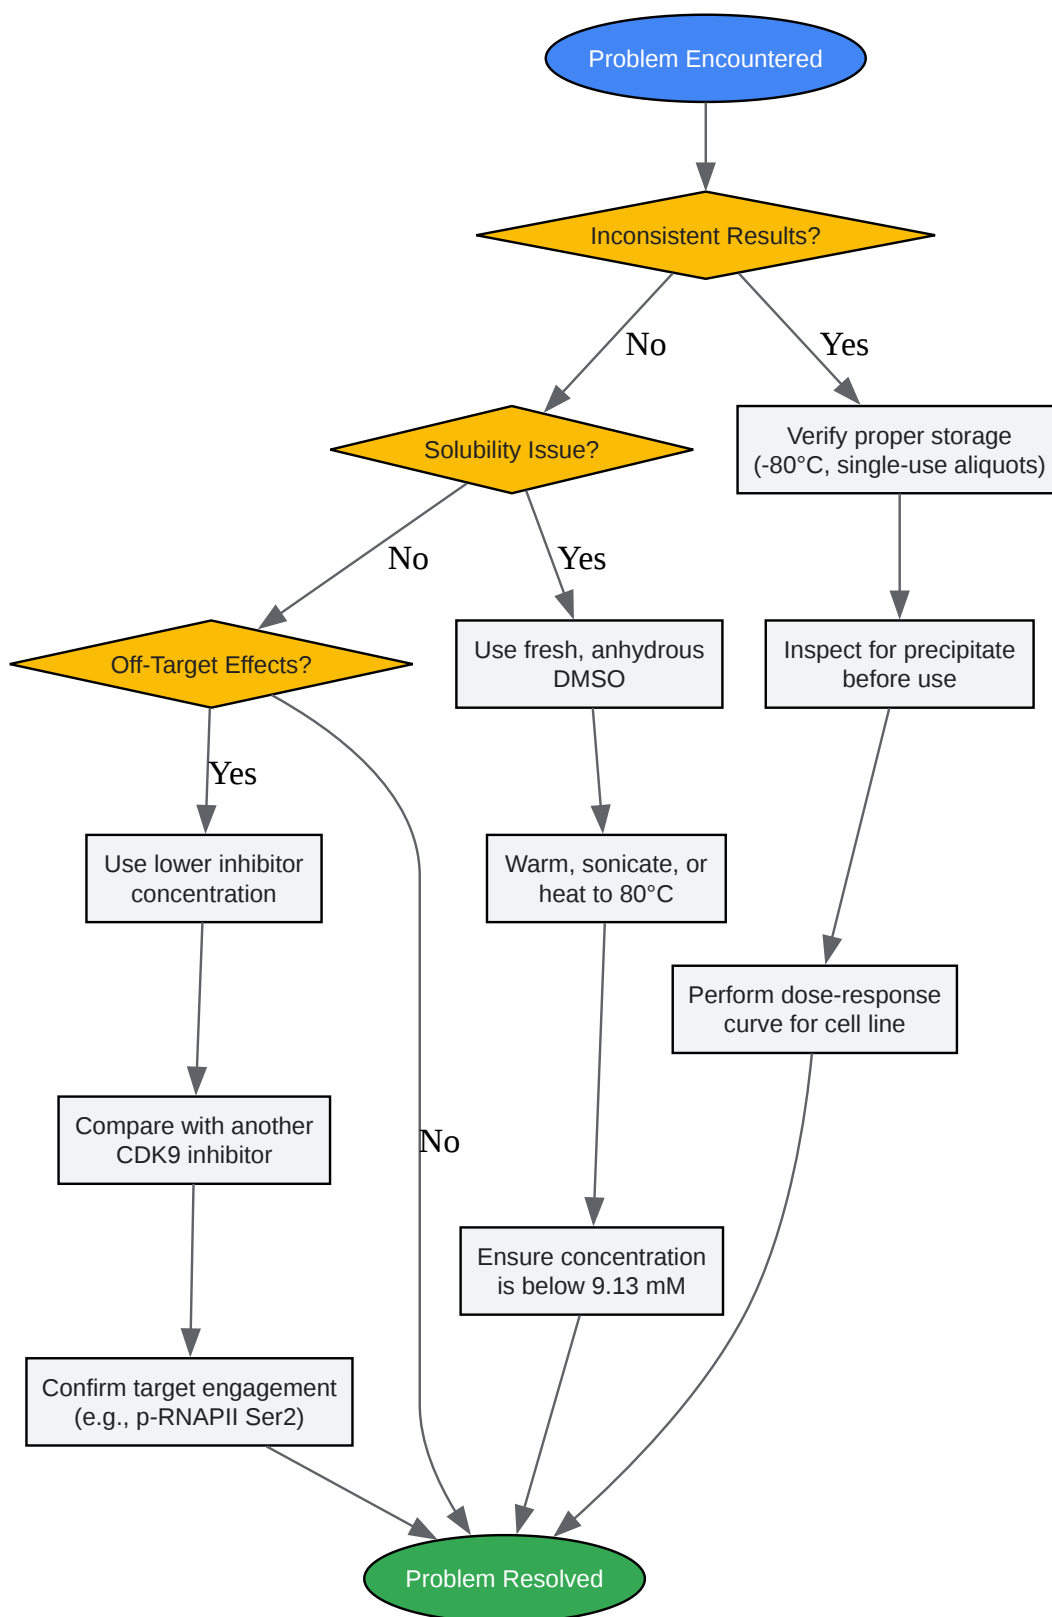 Problem Encountered
Inconsistent Results?
No
Yes
Solubility Issue?
Verify proper storage
(-80°C, single-use aliquots)
No
Yes
Off-Target Effects?
Use fresh, anhydrous
DMSO
Inspect for precipitate
before use
Yes
Use lower inhibitor
concentration
Warm, sonicate, or
heat to 80°C
Perform dose-response
curve for cell line
Compare with another
CDK9 inhibitor
No
Ensure concentration
is below 9.13 mM
Confirm target engagement
(e.g., p-RNAPII Ser2)
Problem Resolved